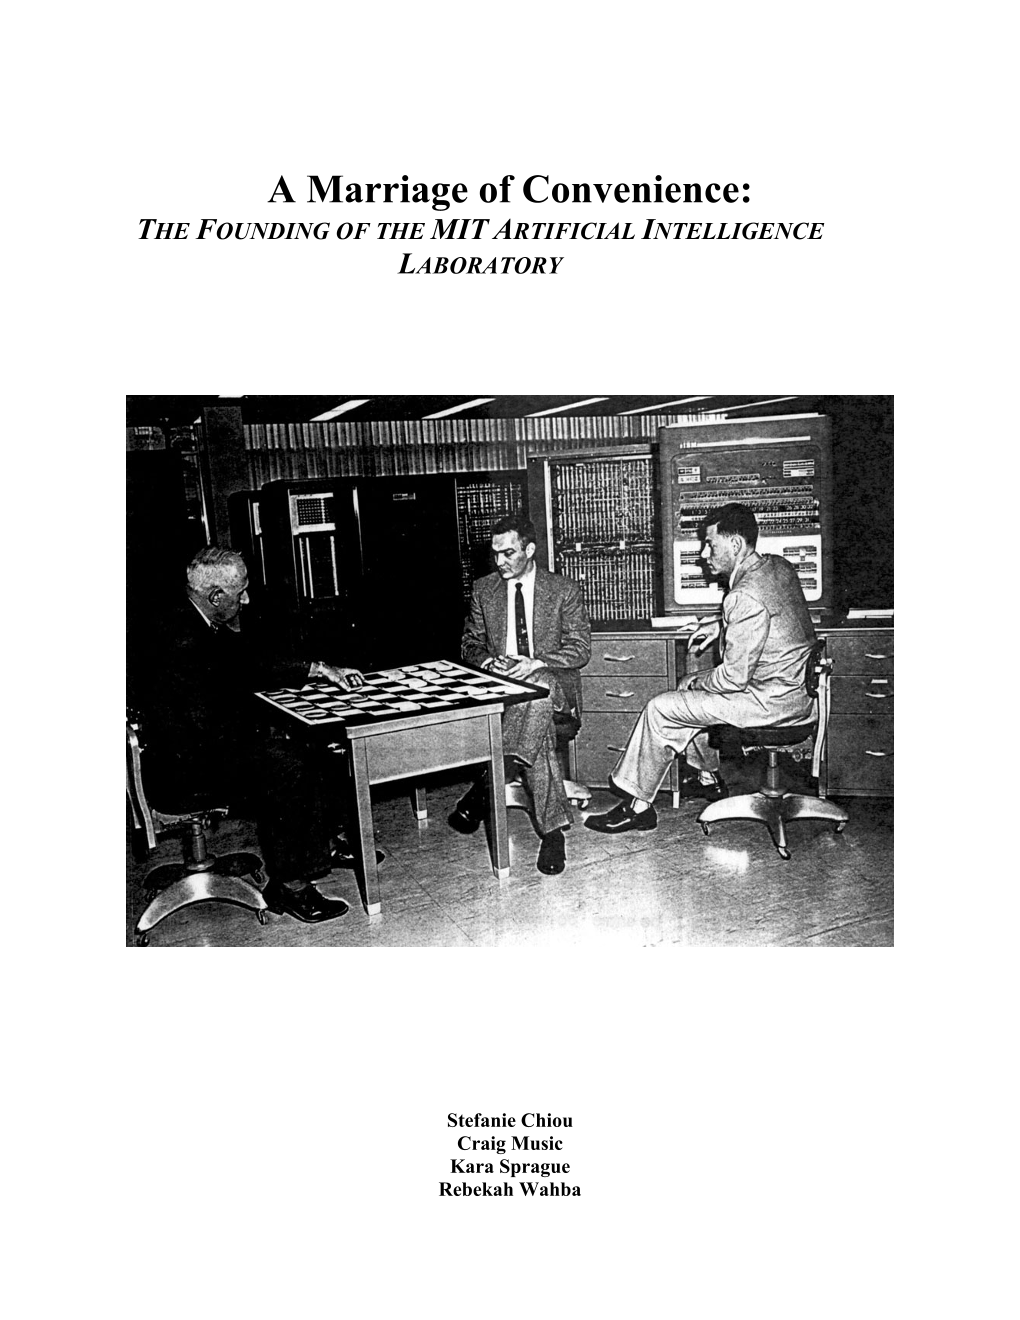 A Marriage of Convenience:
THE FOUNDING OF THE MIT ARTIFICIAL INTELLIGENCE
LABORATORY
IBM
Stefanie Chiou
Craig Music
Kara Sprague
Rebekah Wahba